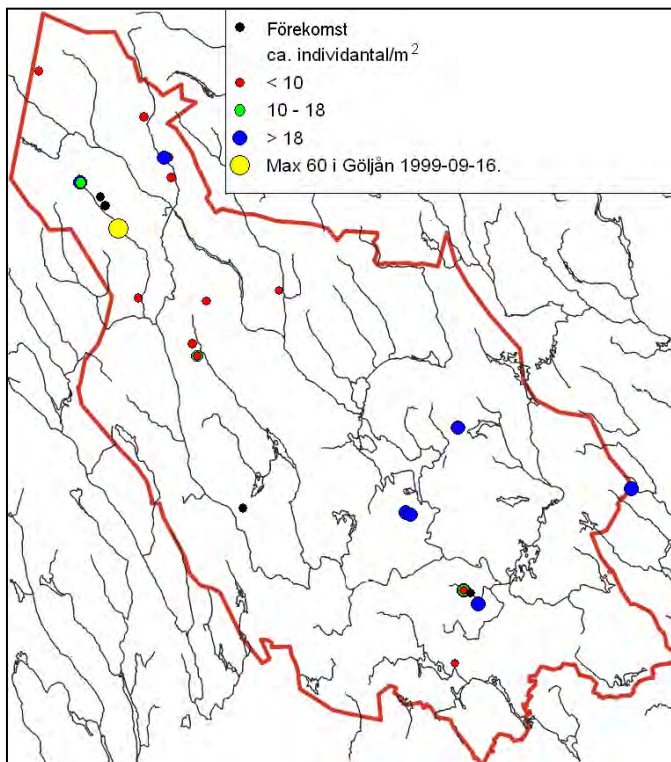 Förekomst
ca. individantal/m²
< 10
10 - 18
> 18
Max 60 i Göljån 1999-09-16.